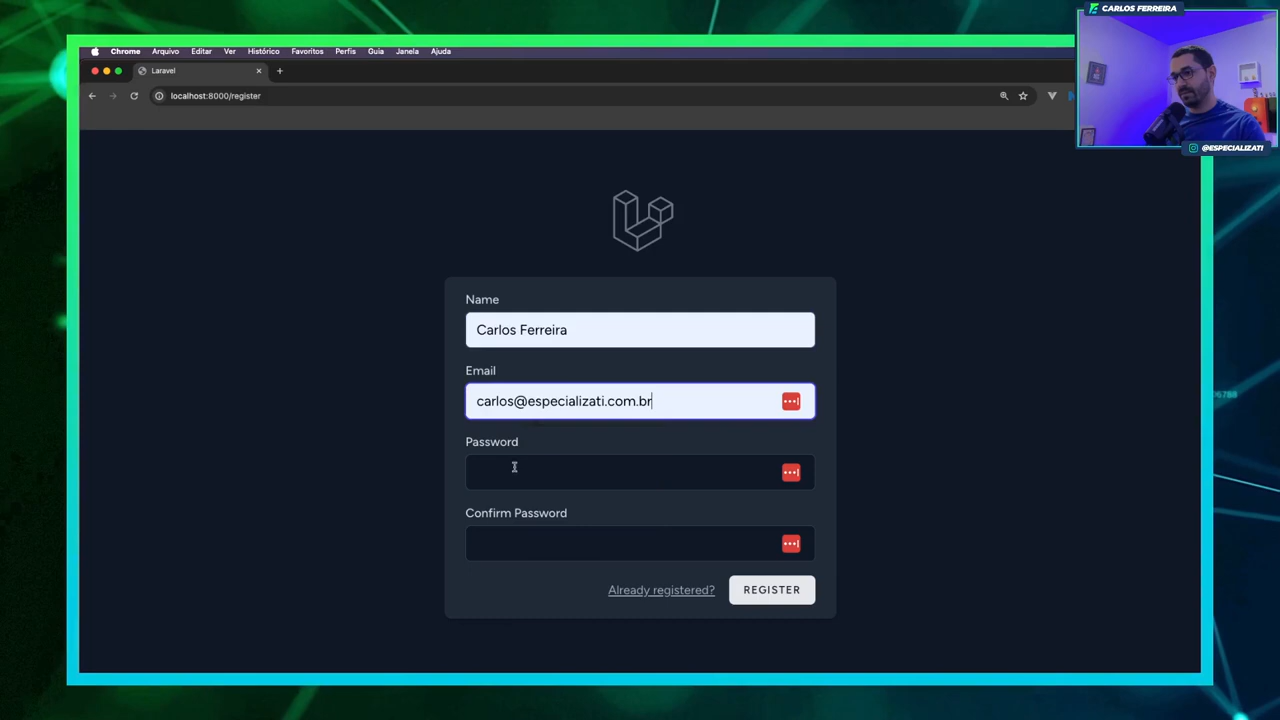 CARLOS FERREIRA
Chrome Arquivo Editar Ver Histórico Favoritos Perfis Guia Janela Ajuda
Laravel
localhost:8000/register
@ESPECIALIZATI
Name
Carlos Ferreira
Email
carlos@especializati.com.br
Password
Confirm Password
Already registered? REGISTER